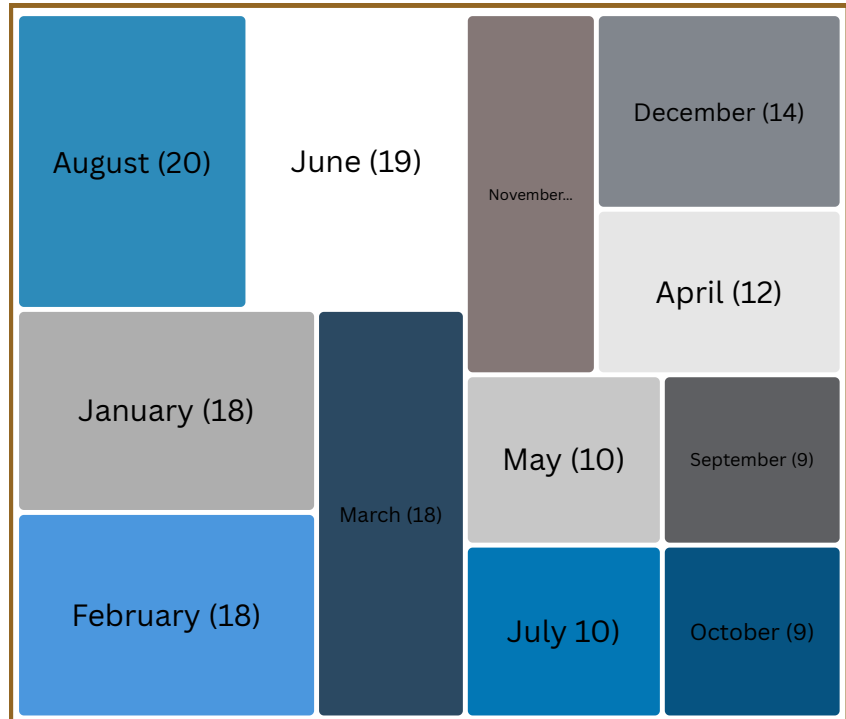 August (20)
June (19)
November...
December (14)
April (12)
January (18)
March (18)
May (10)
September (9)
February (18)
July 10)
October (9)